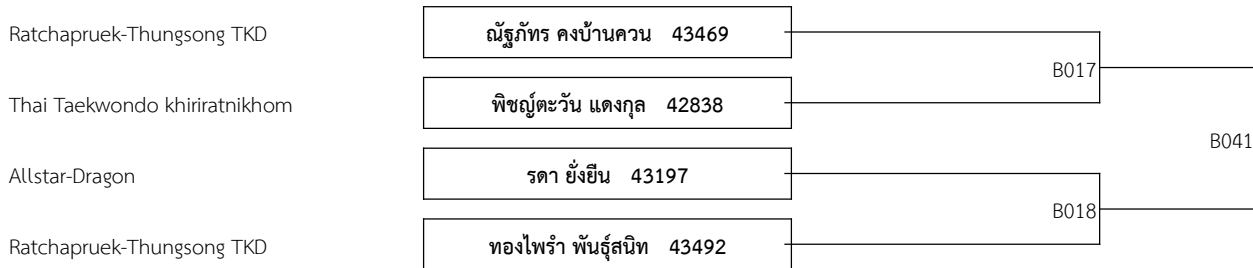 Ratchapruek-Thungsong TKD ณัฐภัทร คงบ้านควน 43469
B017
Thai Taekwondo khiriratnikhom พิชญ์ตะวัน แดงกุล 42838
B041
Allstar-Dragon รดา ยั่งยืน 43197
B018
Ratchapruek-Thungsong TKD ทองไพรำ พันธุ์สนิท 43492